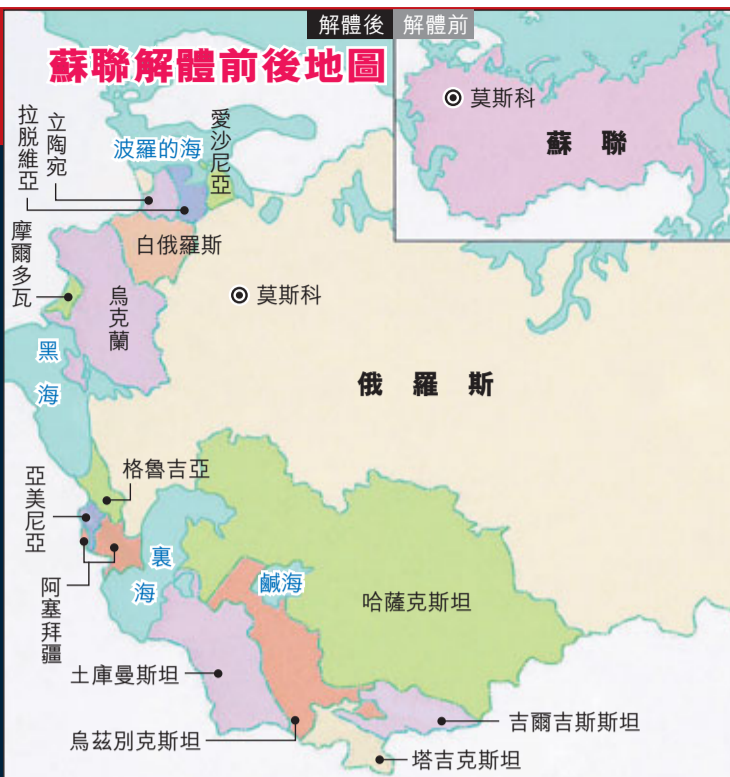 解體後
解體前
蘇聯解體前後地圖
莫斯科
蘇聯
拉脱維亞
立陶宛
波羅的海
愛沙尼亞
白俄羅斯
摩爾多瓦
烏克蘭
莫斯科
黑海
俄羅斯
格魯吉亞
亞美尼亞
裏海
鹹海
哈薩克斯坦
阿塞拜疆
土庫曼斯坦
吉爾吉斯斯坦
烏茲別克斯坦
塔吉克斯坦